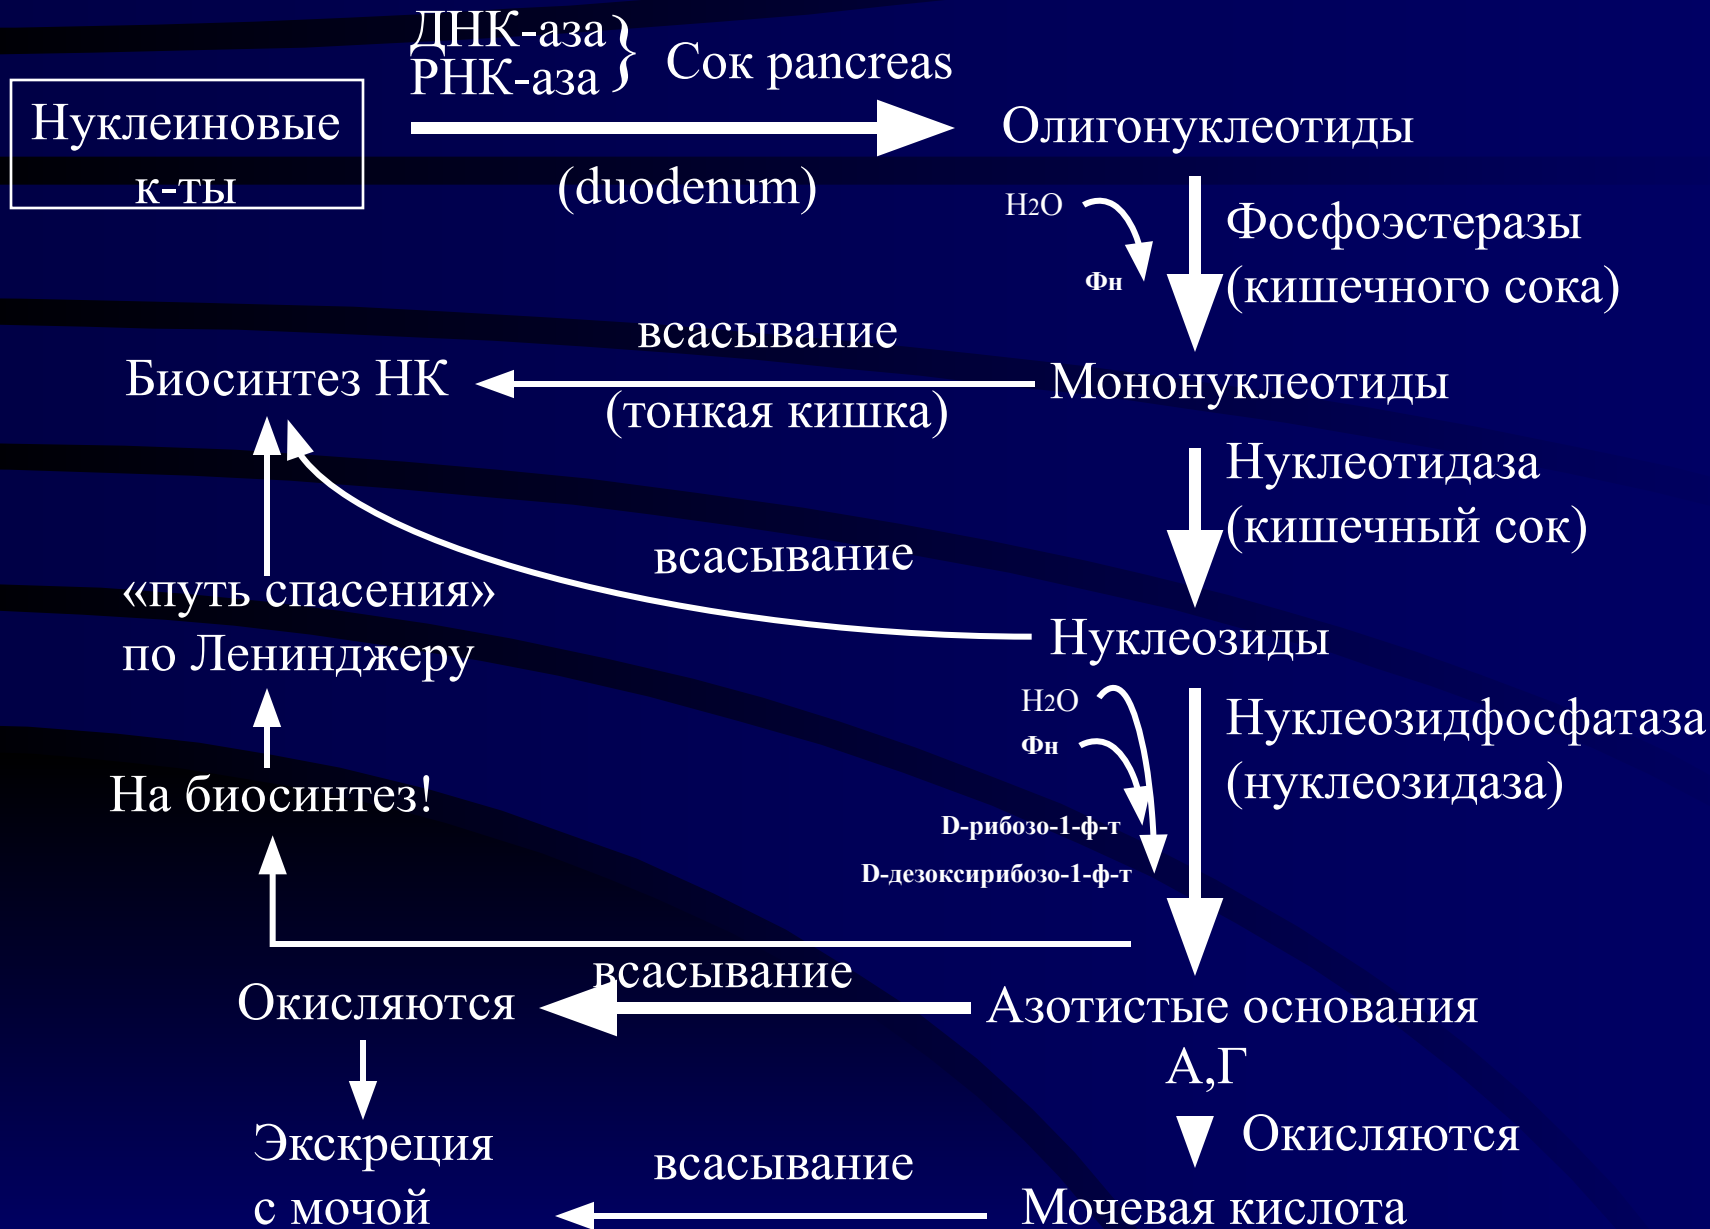 ДНК-аза
РНК-аза
} Сок pancreas
Нуклеиновые
к-ты
(duodenum)
Олигонуклеотиды
H2O
Фн
Фосфоэстеразы
(кишечного сока)
всасывание
(тонкая кишка)
Биосинтез НК
Мононуклеотиды
Нуклеотидаза
(кишечный сок)
всасывание
«путь спасения»
по Ленинджеру
Нуклеозиды
H2O
Фн
Нуклеозидфосфатаза
(нуклеозидаза)
На биосинтез!
D-рибозо-1-ф-т
D-дезоксирибозо-1-ф-т
всасывание
Окисляются
Азотистые основания
А,Г
Окисляются
Экскреция
с мочой
всасывание
Мочевая кислота